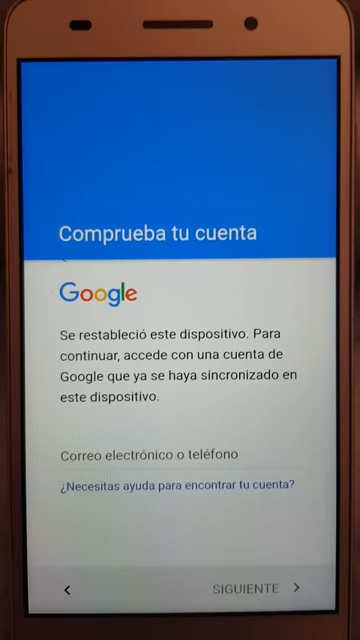 Comprueba tu cuenta
Google
Se restableció este dispositivo. Para
continuar, accede con una cuenta de
Google que ya se haya sincronizado en
este dispositivo.
Correo electrónico o teléfono
¿Necesitas ayuda para encontrar tu cuenta?
SIGUIENTE